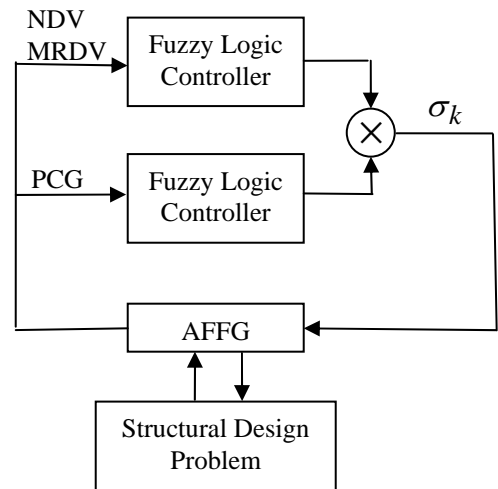 NDV
MRDV
Fuzzy Logic
Controller
σk
×
PCG
Fuzzy Logic
Controller
AFFG
Structural Design
Problem